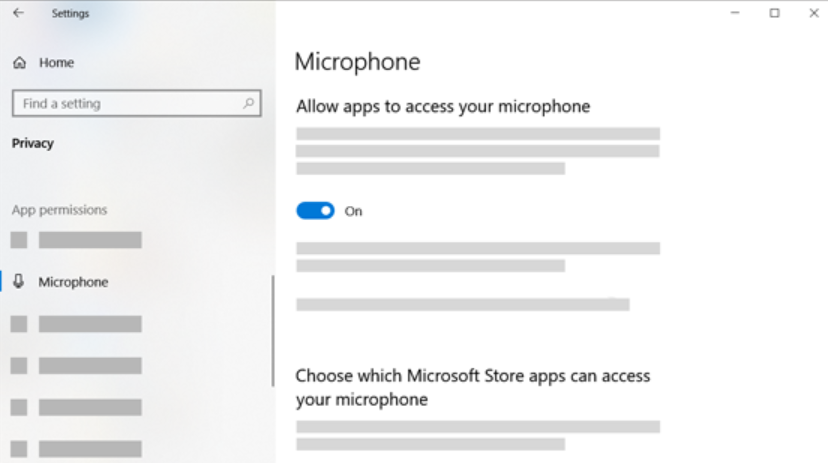 Settings
Home
Find a setting
Privacy
App permissions
Microphone
Microphone
Allow apps to access your microphone
On
Choose which Microsoft Store apps can access
your microphone